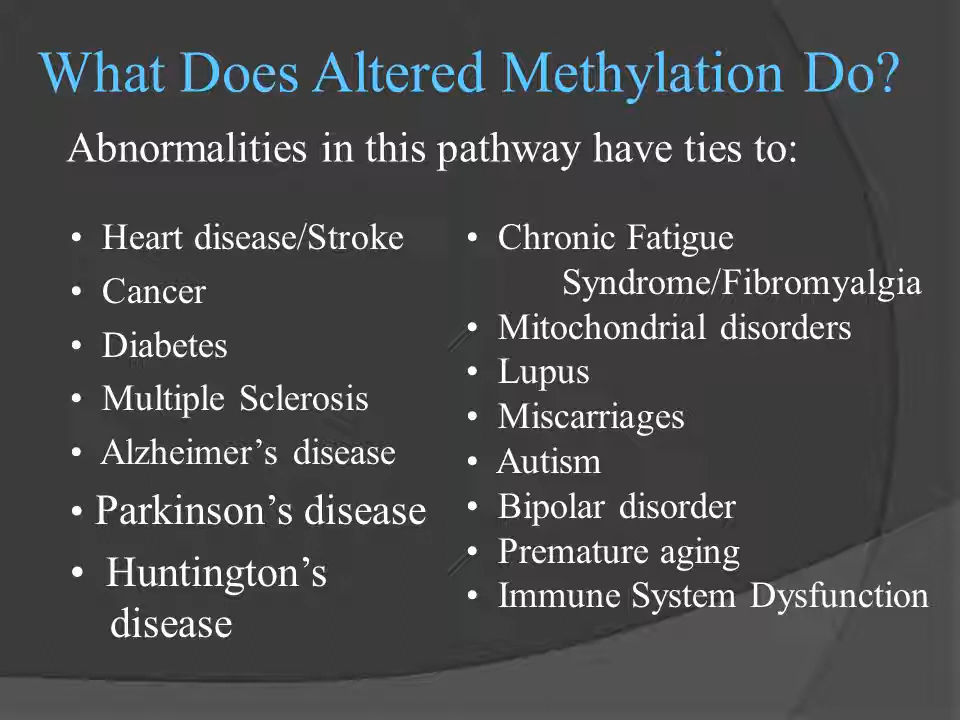 What Does Altered Methylation Do?
Abnormalities in this pathway have ties to:
• Heart disease/Stroke
• Cancer
• Diabetes
• Multiple Sclerosis
• Alzheimer’s disease
• Parkinson’s disease
• Huntington’s
disease
• Chronic Fatigue
Syndrome/Fibromyalgia
• Mitochondrial disorders
• Lupus
• Miscarriages
• Autism
• Bipolar disorder
• Premature aging
• Immune System Dysfunction